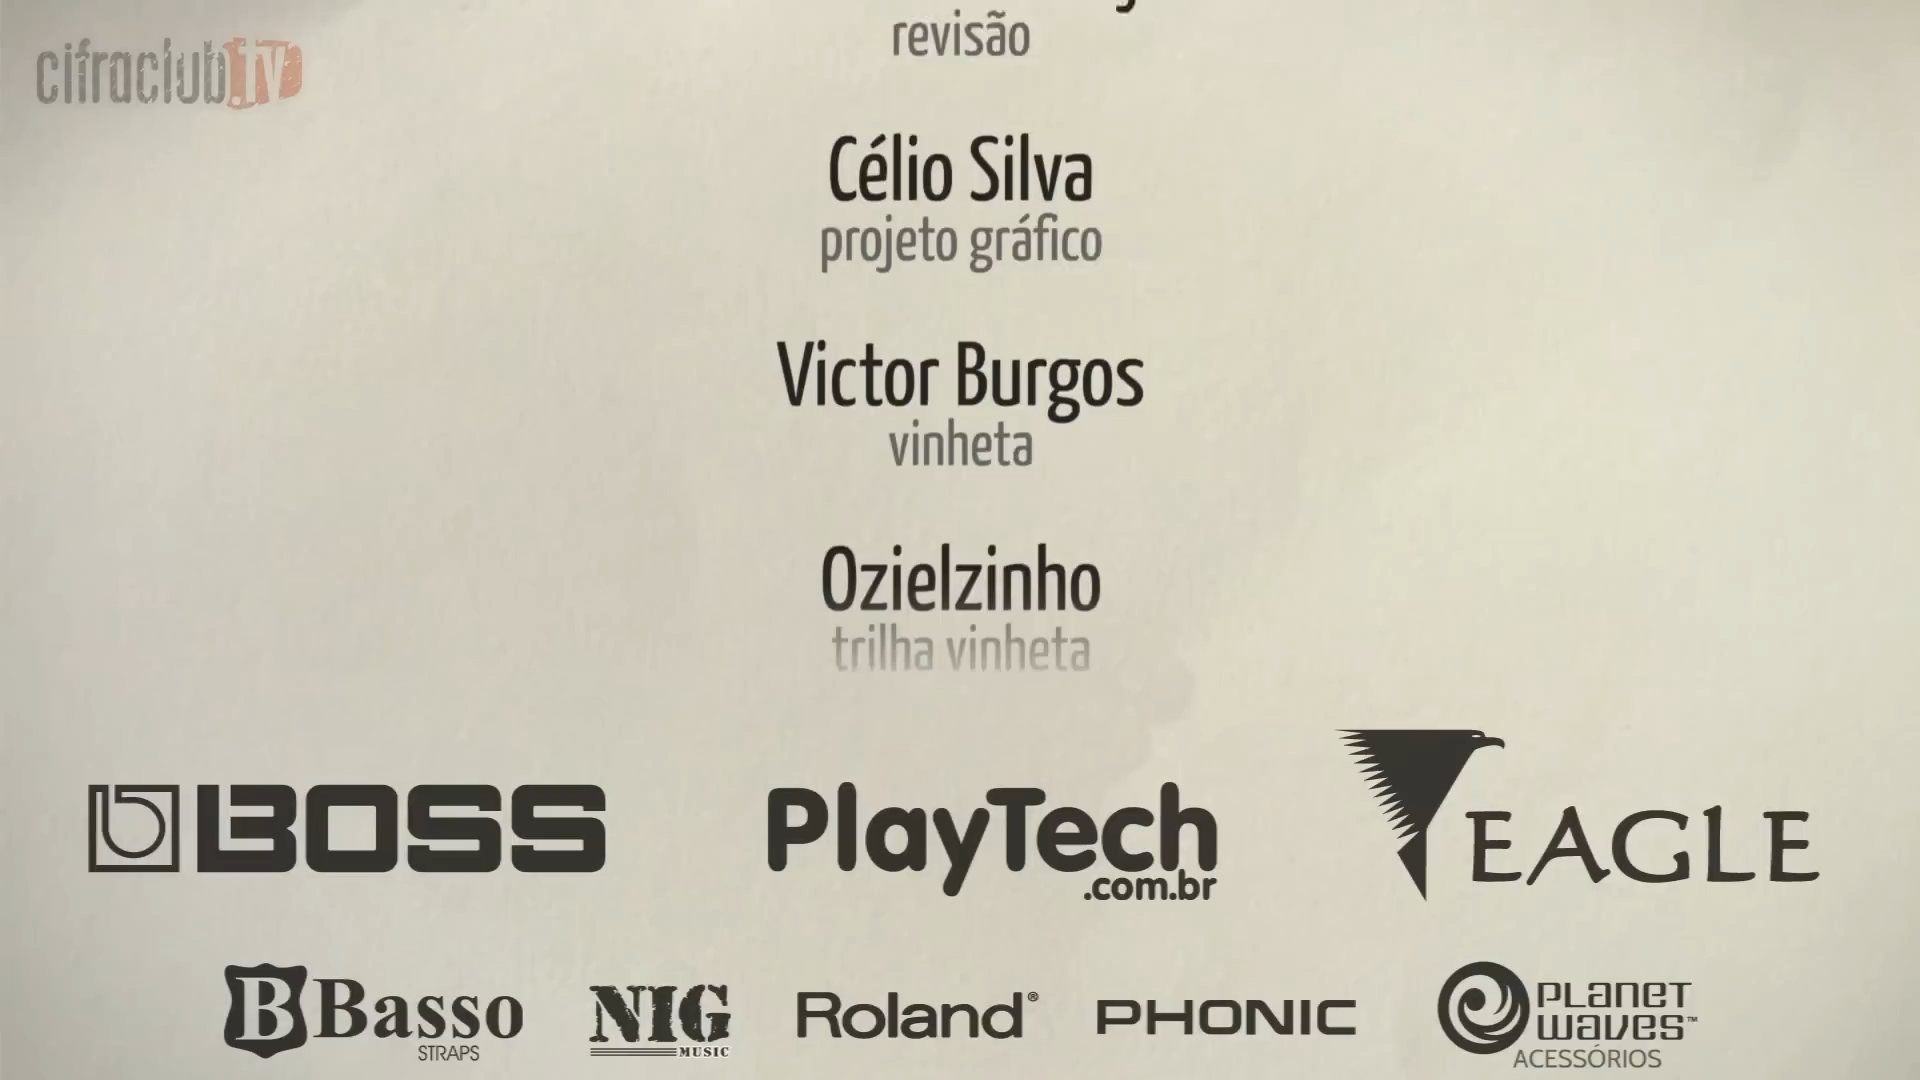 cifraclub.tv
revisão
Célio Silva
projeto gráfico
Victor Burgos
vinheta
Ozielzinho
trilha vinheta
BOSS
PlayTech
.com.br
EAGLE
B Basso
STRAPS
NIG
MUSIC
Roland®
PHONIC
PLANET
WAVES™
ACESSÓRIOS